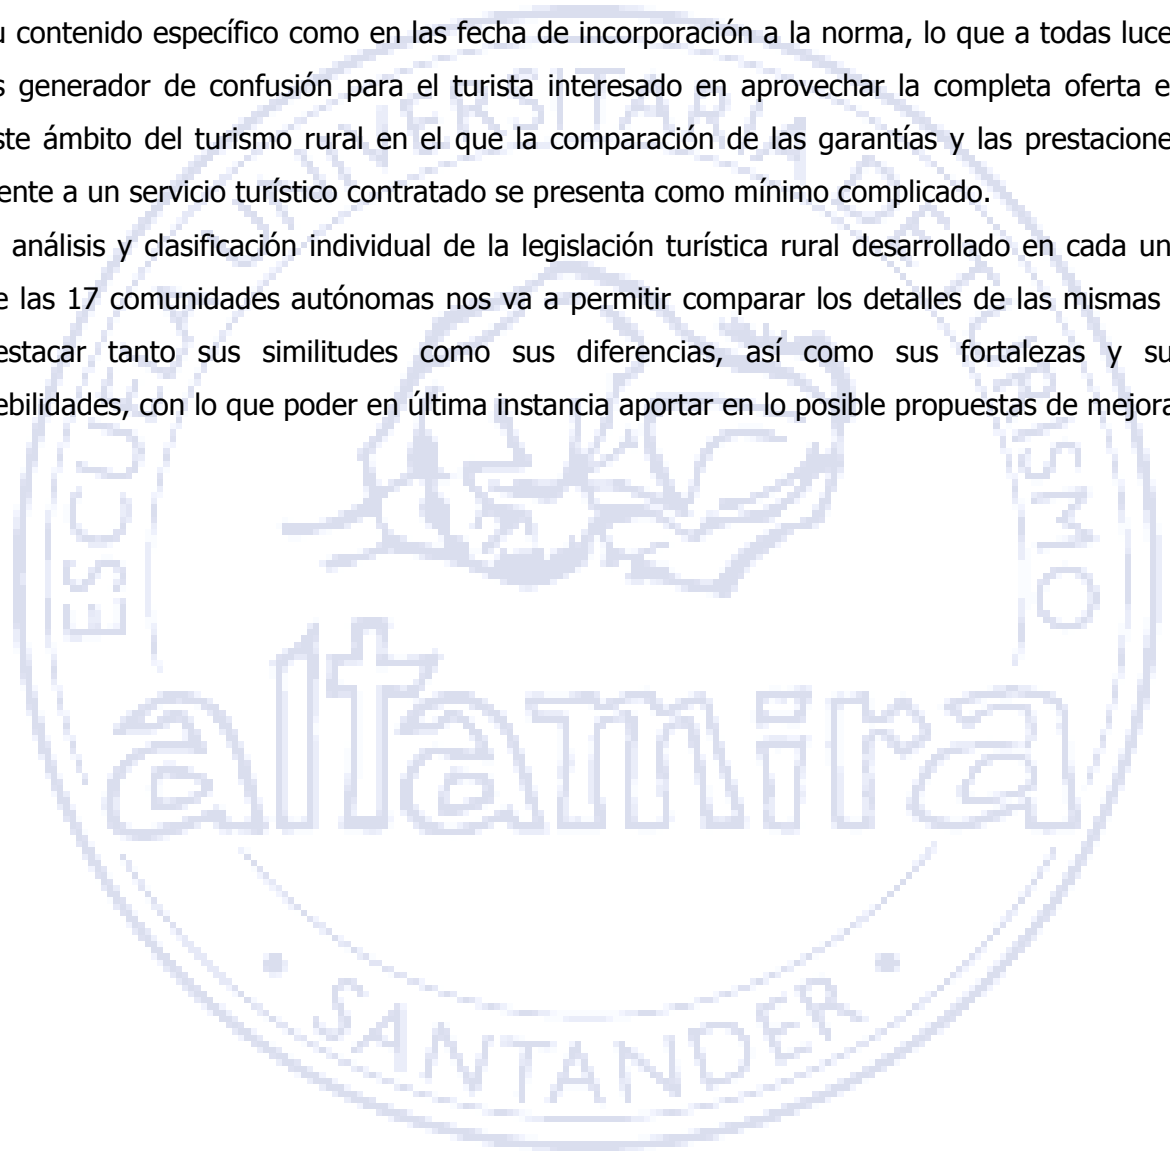 u contenido específico como en las fecha de incorporación a la norma, lo que a todas luce
s generador de confusión para el turista interesado en aprovechar la completa oferta e
ste ámbito del turismo rural en el que la comparación de las garantías y las prestacione
ente a un servicio turístico contratado se presenta como mínimo complicado.
análisis y clasificación individual de la legislación turística rural desarrollado en cada un
e las 17 comunidades autónomas nos va a permitir comparar los detalles de las mismas
estacar tanto sus similitudes como sus diferencias, así como sus fortalezas y su
ebilidades, con lo que poder en última instancia aportar en lo posible propuestas de mejora
ESCUELA UNIVERSITARIA DE TURISMO
altamira
• SANTANDER •